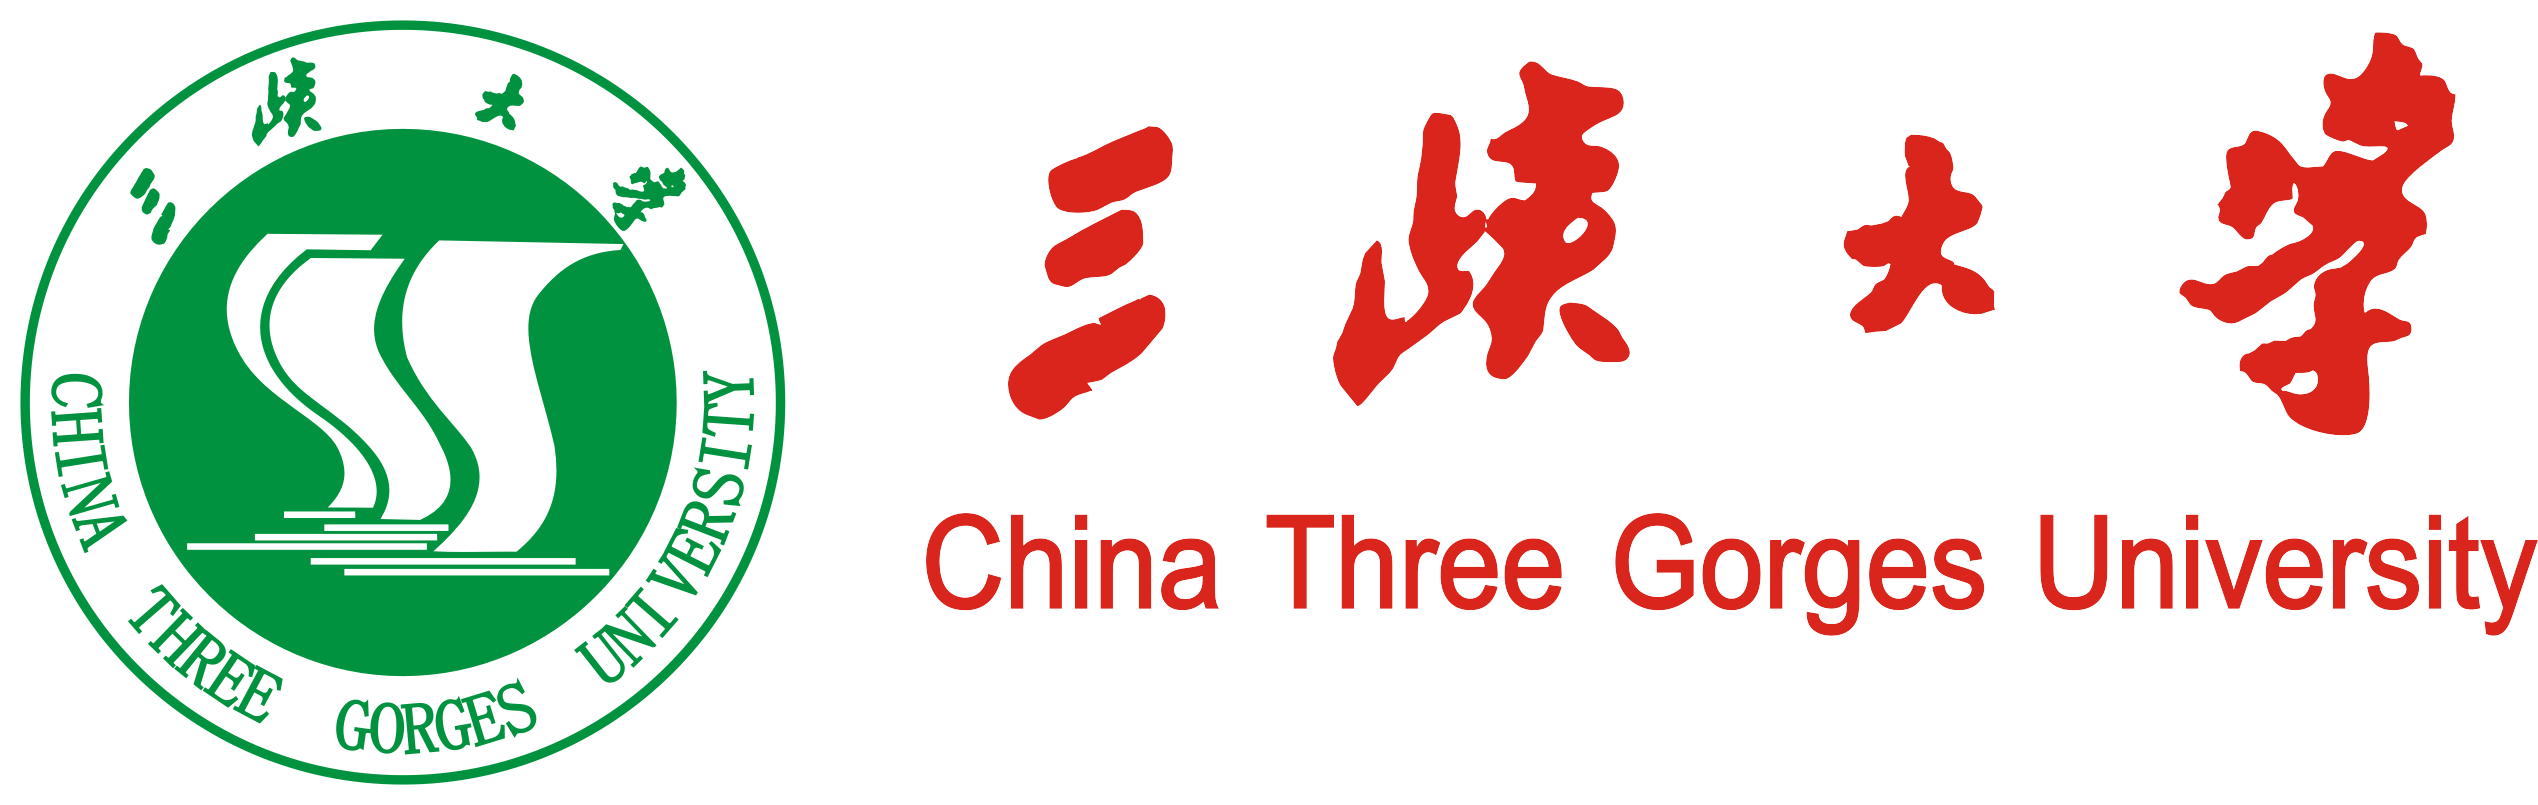 三峡大学
CHINA THREE GORGES UNIVERSITY
三峡大学
China Three Gorges University